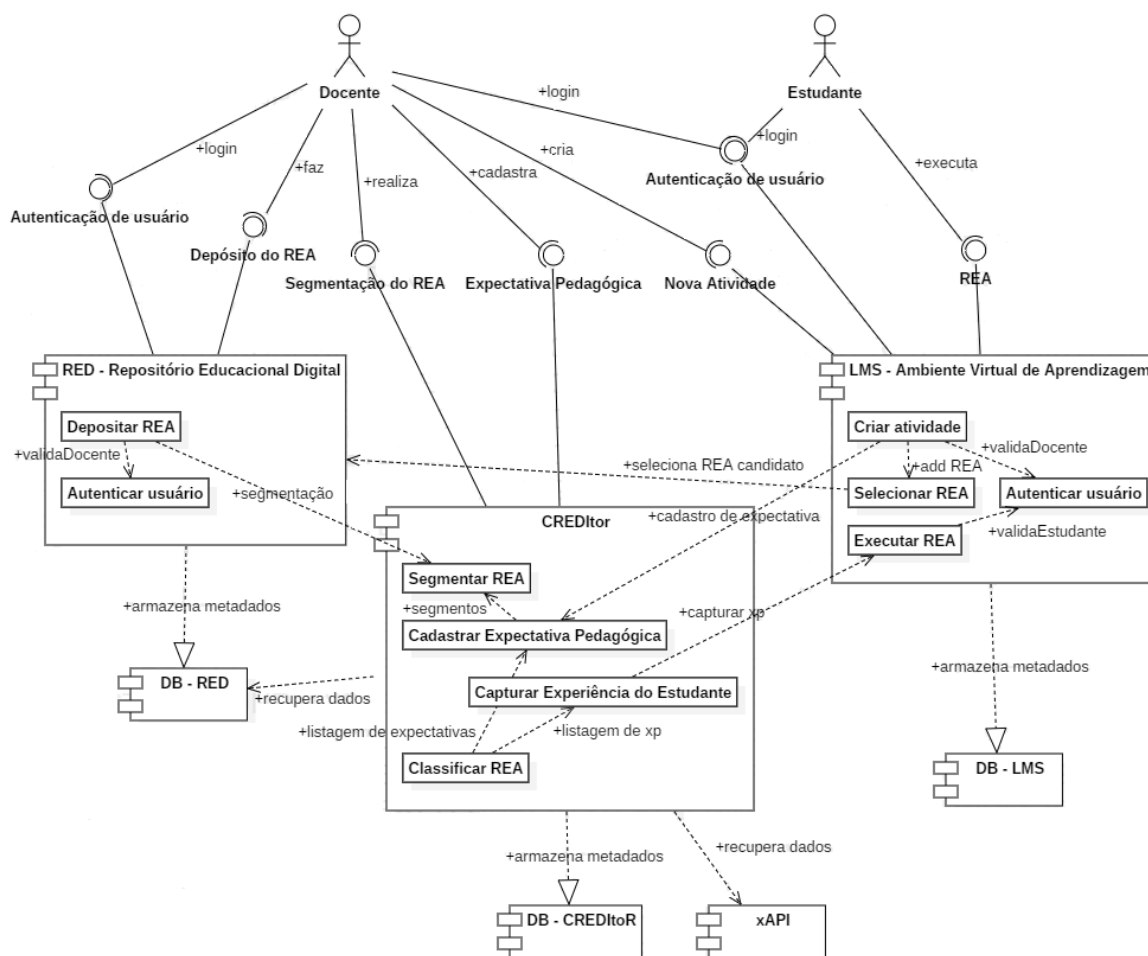 Docente
Estudante
+login
+login
+login
+faz
+realiza
+cadastra
+cria
+executa
Autenticação de usuário
Depósito do REA
Segmentação do REA
Expectativa Pedagógica
Nova Atividade
Autenticação de usuário
REA
RED - Repositório Educacional Digital
Depositar REA
+validaDocente
Autenticar usuário
+segmentação
LMS - Ambiente Virtual de Aprendizagem
Criar atividade
+validaDocente
+add REA
Selecionar REA
Autenticar usuário
Executar REA
+validaEstudante
+seleciona REA candidato
+cadastro de expectativa
CREDItor
Segmentar REA
+segmentos
Cadastrar Expectativa Pedagógica
+capturar xp
Capturar Experiência do Estudante
+listagem de expectativas
+listagem de xp
Classificar REA
+armazena metadados
DB - RED
+recupera dados
+armazena metadados
DB - LMS
+armazena metadados
+recupera dados
DB - CREDItoR
xAPI